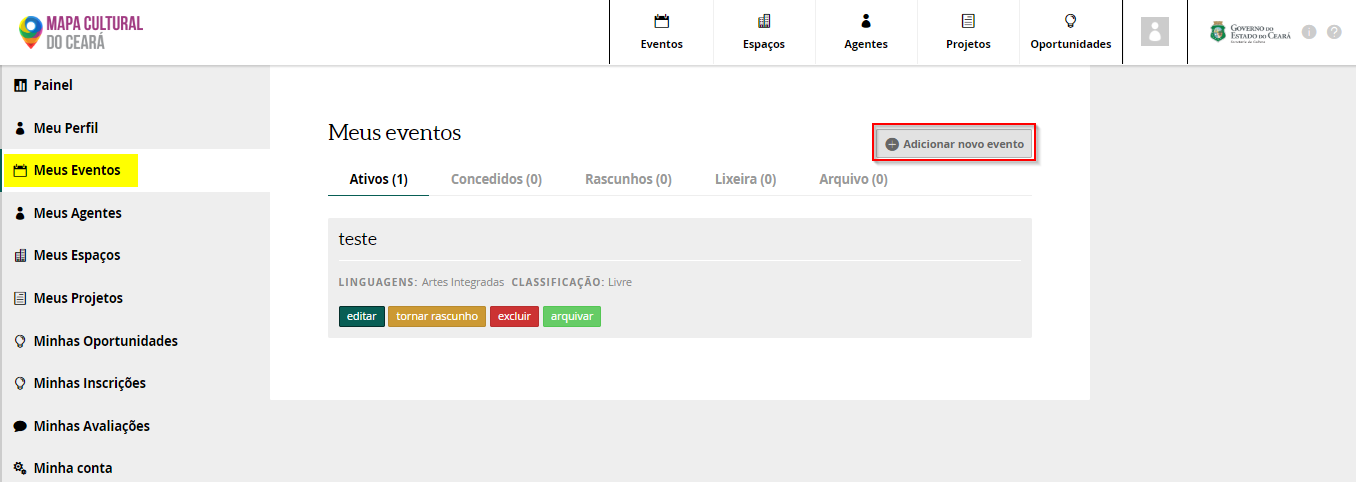 MAPA CULTURAL
DO CEARÁ
Eventos
Espaços
Agentes
Projetos
Oportunidades
GOVERNO DO
ESTADO DO CEARÁ
Secretaria da Cultura
i
?
Painel
Meu Perfil
Meus Eventos
Meus Agentes
Meus Espaços
Meus Projetos
Minhas Oportunidades
Minhas Inscrições
Minhas Avaliações
Minha conta
Meus eventos
Adicionar novo evento
Ativos (1) Concedidos (0) Rascunhos (0) Lixeira (0) Arquivo (0)
teste
LINGUAGENS: Artes Integradas CLASSIFICAÇÃO: Livre
editar tornar rascunho excluir arquivar